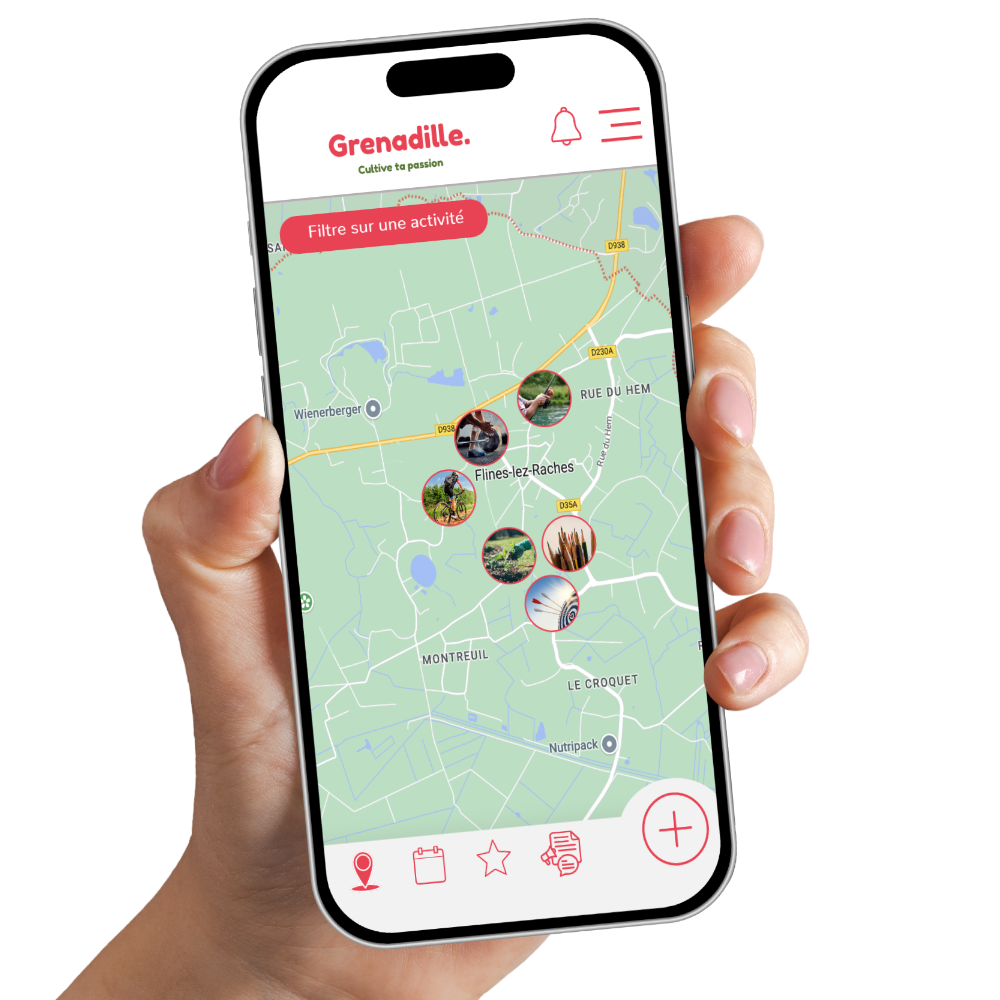 Grenadille.
Cultive ta passion
Filtre sur une activité
D938
D230A
RUE DU HEM
Wienerberger
D938
Rue du Hem
Flines-lez-Raches
D35A
MONTREUIL
LE CROQUET
Nutripack